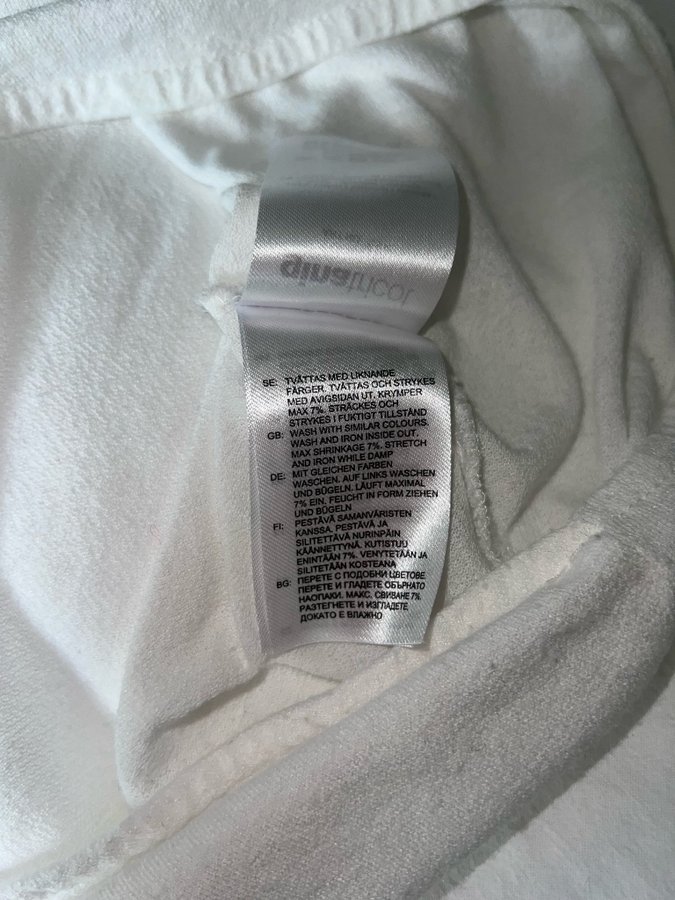 ginatricot
SE: TVÄTTAS MED LIKNANDE
FÄRGER. TVÄTTAS OCH STRYKES
MED AVIGSIDAN UT. KRYMPER
MAX 7%. STRÄCKES OCH
STRYKES I FUKTIGT TILLSTÅND
GB: WASH WITH SIMILAR COLOURS.
WASH AND IRON INSIDE OUT.
MAX SHRINKAGE 7%. STRETCH
AND IRON WHILE DAMP
DE: MIT GLEICHEN FARBEN
WASCHEN. AUF LINKS WASCHEN
UND BÜGELN. LÄUFT MAXIMAL
7% EIN. FEUCHT IN FORM ZIEHEN
UND BÜGELN
FI: PESTÄVÄ SAMANVÄRISTEN
KANSSA. PESTÄVÄ JA
SILITETTÄVÄ NURINPÄIN
KÄÄNNETTYNÄ. KUTISTUU
ENINTÄÄN 7%. VENYTETÄÄN JA
SILITETÄÄN KOSTEANA
BG: ПЕРЕТЕ С ПОДОБНИ ЦВЕТОВЕ.
ПЕРЕТЕ И ГЛАДЕТЕ ОБЪРНАТО
НАОПАКИ. МАКС. СВИВАНЕ 7%
РАЗТЕГНЕТЕ И ИЗГЛАДЕТЕ
ДОКАТО Е ВЛАЖНО